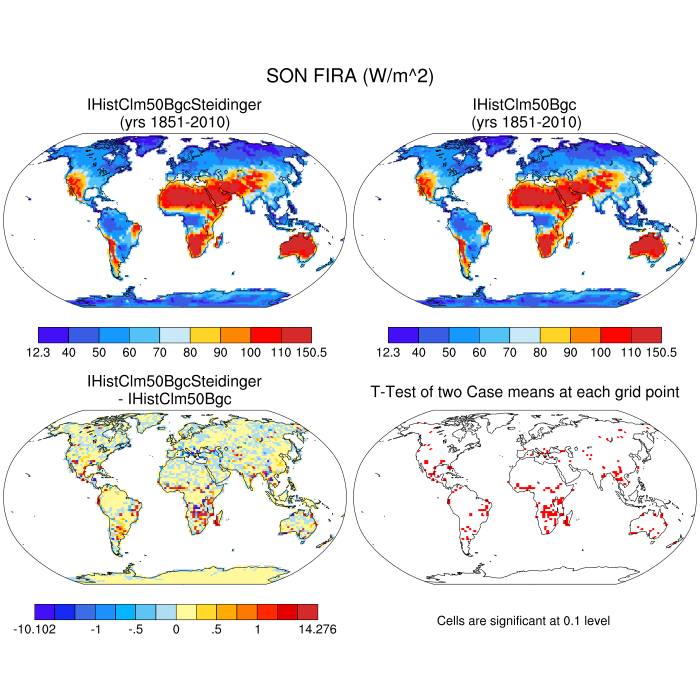 SON FIRA (W/m^2)
IHistClm50BgcSteidinger
(yrs 1851-2010)
IHistClm50Bgc
(yrs 1851-2010)
12.3 40 50 60 70 80 90 100 110 150.5
12.3 40 50 60 70 80 90 100 110 150.5
IHistClm50BgcSteidinger
- IHistClm50Bgc
T-Test of two Case means at each grid point
-10.102 -1 -.5 0 .5 1 14.276
Cells are significant at 0.1 level